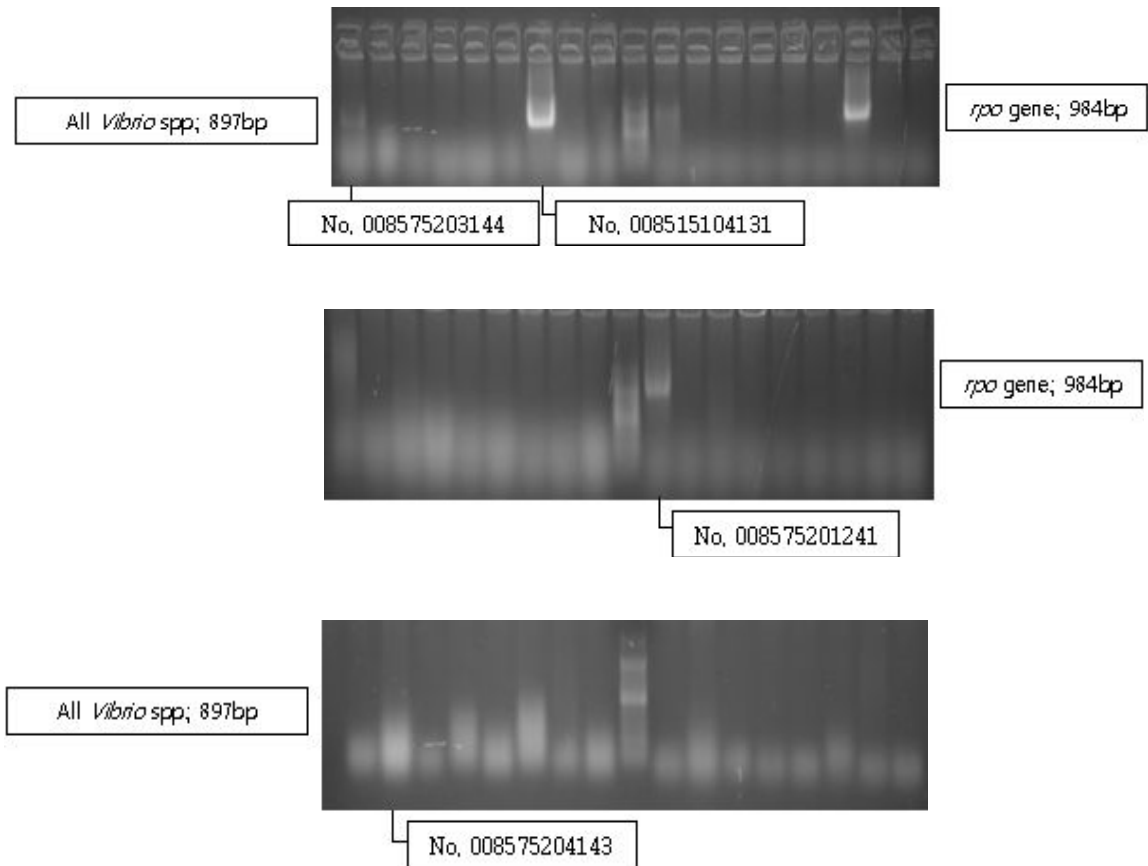 All Vibrio spp; 897bp
rpo gene; 984bp
No, 008575203144
No, 008515104131
rpo gene; 984bp
No, 008575201241
All Vibrio spp; 897bp
No, 008575204143